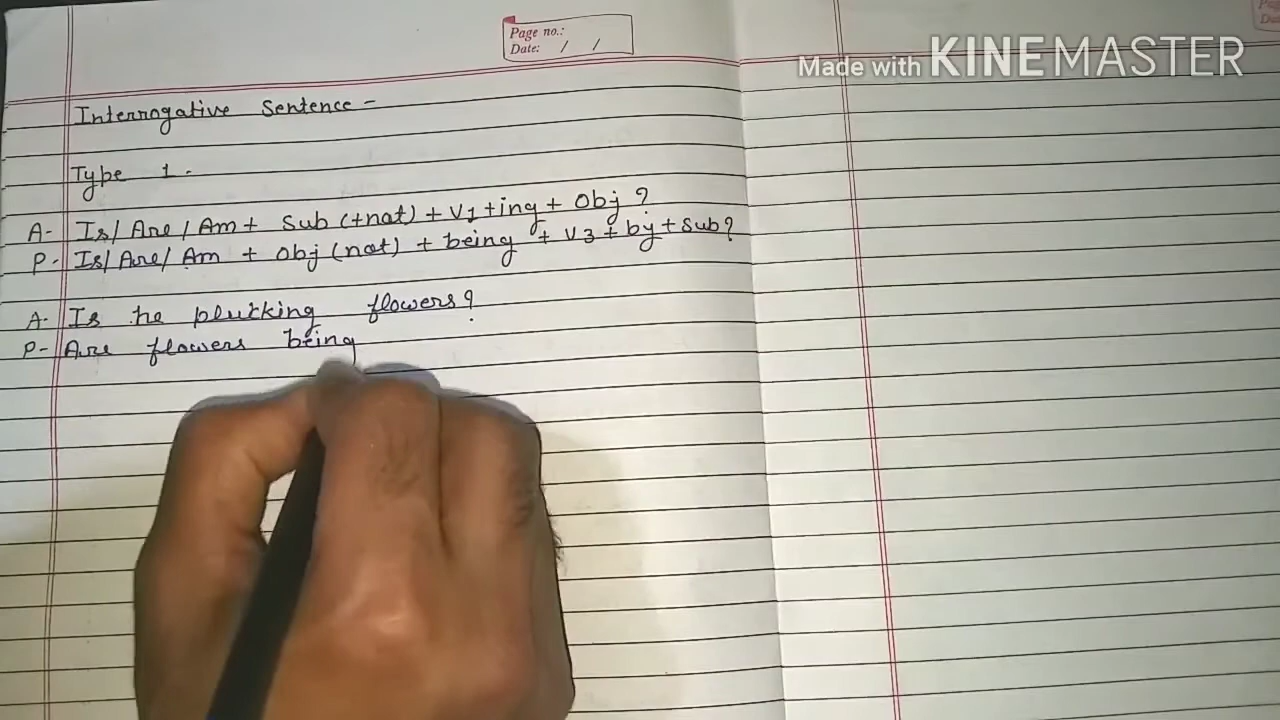 Page no.:
Date: / /
Made with KINEMASTER
Interrogative Sentence -
Type 1.
A- Is/Are/Am + Sub (+not) + V1 + ing + Obj ?
P- Is/Are/Am + Obj (not) + being + V3 + by + Sub?
A- Is he plucking flowers?
P- Are flowers being